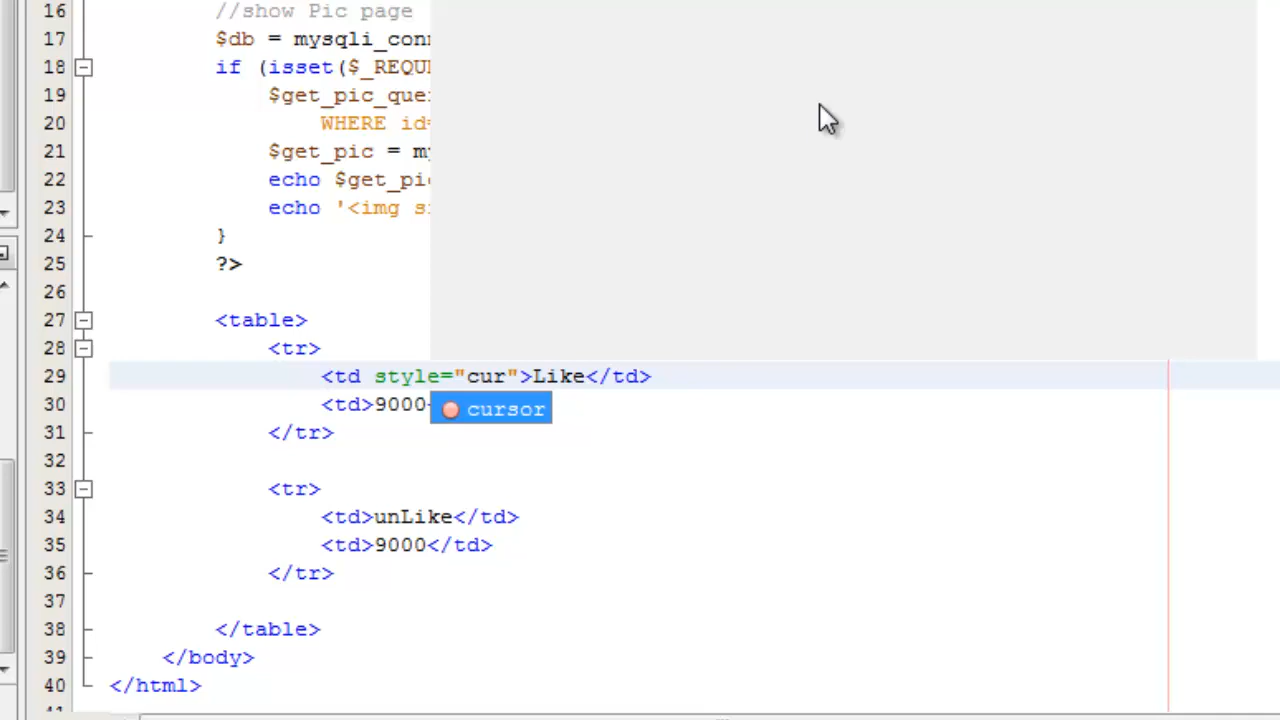 16 //show Pic page
17 $db = mysqli_con
18 if (isset($_REQU
19 $get_pic_que
20 WHERE id=
21 $get_pic = m
22 echo $get_pi
23 echo '<img s
24 }
25 ?>
26
27 <table>
28 <tr>
29 <td style="cur">Like</td>
30 <td>9000
cursor
31 </tr>
32
33 <tr>
34 <td>unLike</td>
35 <td>9000</td>
36 </tr>
37
38 </table>
39 </body>
40 </html>